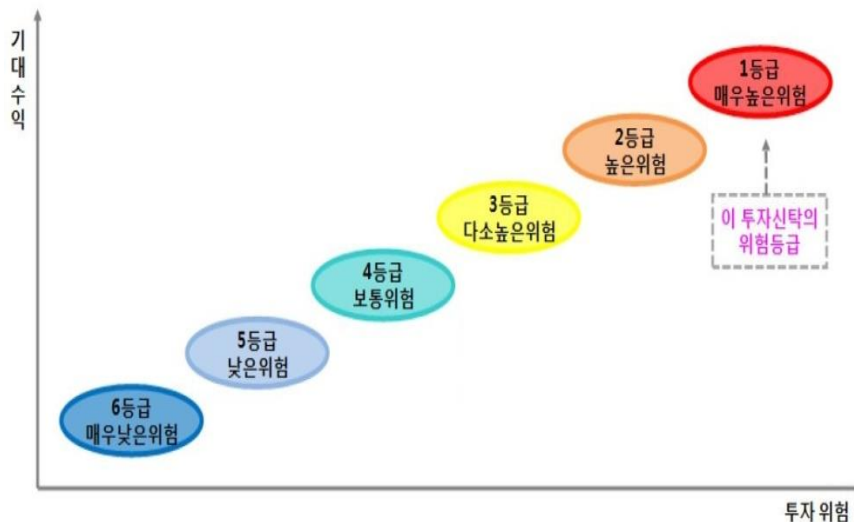 기대수익
1등급
매우높은위험
2등급
높은위험
3등급
다소높은위험
이 투자신탁의
위험등급
4등급
보통위험
5등급
낮은위험
6등급
매우낮은위험
투자 위험